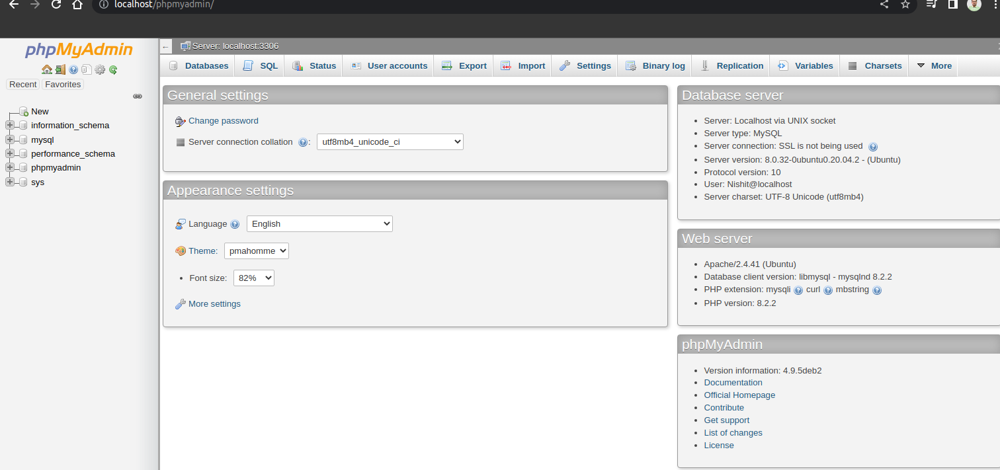 localhost/phpmyadmin/
phpMyAdmin
Recent Favorites
New
information_schema
mysql
performance_schema
phpmyadmin
sys
← Server: localhost:3306
Databases SQL Status User accounts Export Import Settings Binary log Replication Variables Charsets More
General settings
Change password
Server connection collation : utf8mb4_unicode_ci
Appearance settings
Language English
Theme: pmahomme
• Font size: 82%
More settings
Database server
• Server: Localhost via UNIX socket
• Server type: MySQL
• Server connection: SSL is not being used
• Server version: 8.0.32-0ubuntu0.20.04.2 - (Ubuntu)
• Protocol version: 10
• User: Nishit@localhost
• Server charset: UTF-8 Unicode (utf8mb4)
Web server
• Apache/2.4.41 (Ubuntu)
• Database client version: libmysql - mysqlnd 8.2.2
• PHP extension: mysqli curl mbstring
• PHP version: 8.2.2
phpMyAdmin
• Version information: 4.9.5deb2
• Documentation
• Official Homepage
• Contribute
• Get support
• List of changes
• License